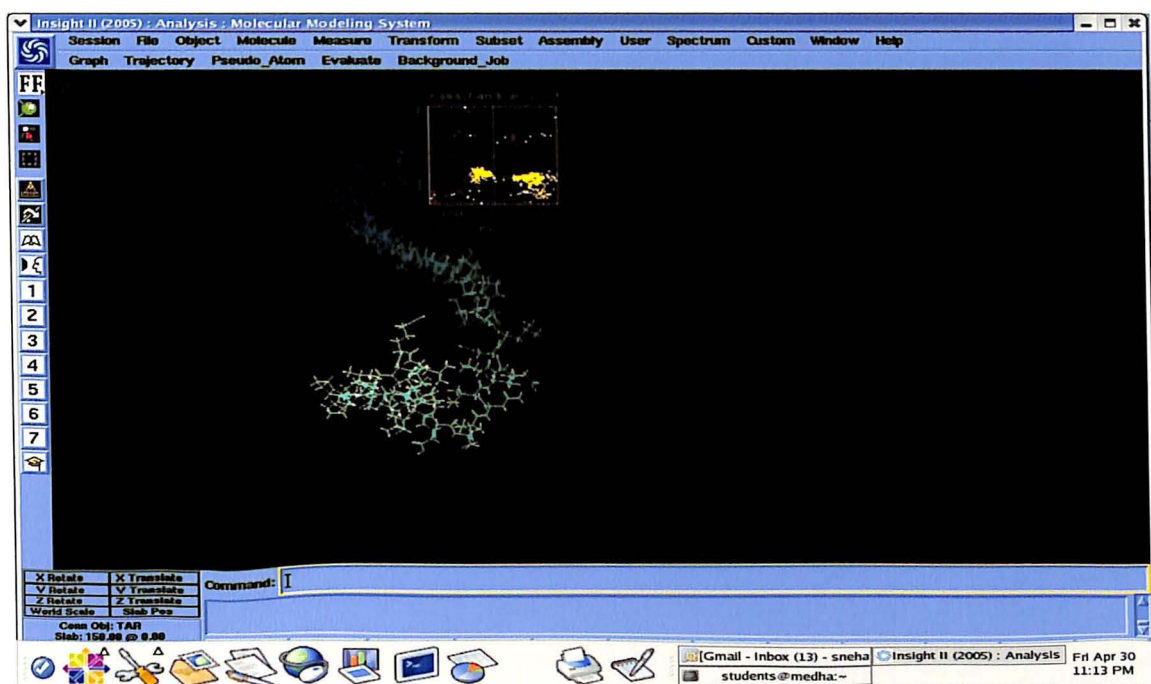 Insight II (2005) : Analysis : Molecular Modeling System
Session File Object Molecule Measure Transform Subset Assembly User Spectrum Custom Window Help
Graph Trajectory Pseudo_Atom Evaluate Background_Job
FF
1
2
3
4
5
6
7
X Rotate X Translate
Y Rotate Y Translate
Z Rotate Z Translate
World Scale Slab Pos
Conn Obj: TAR
Slab: 150.00 @ 0.00
Command:
[Gmail - Inbox (13) - sneha
Insight II (2005) : Analysis
students@medha:~
Fri Apr 30
11:13 PM